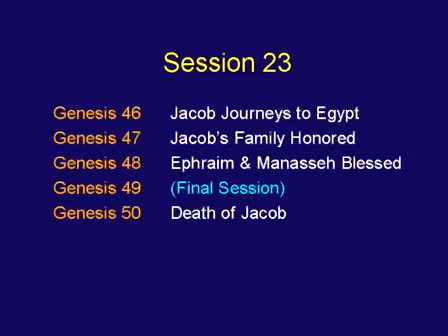 Session 23
Genesis 46 Jacob Journeys to Egypt
Genesis 47 Jacob's Family Honored
Genesis 48 Ephraim & Manasseh Blessed
Genesis 49 (Final Session)
Genesis 50 Death of Jacob